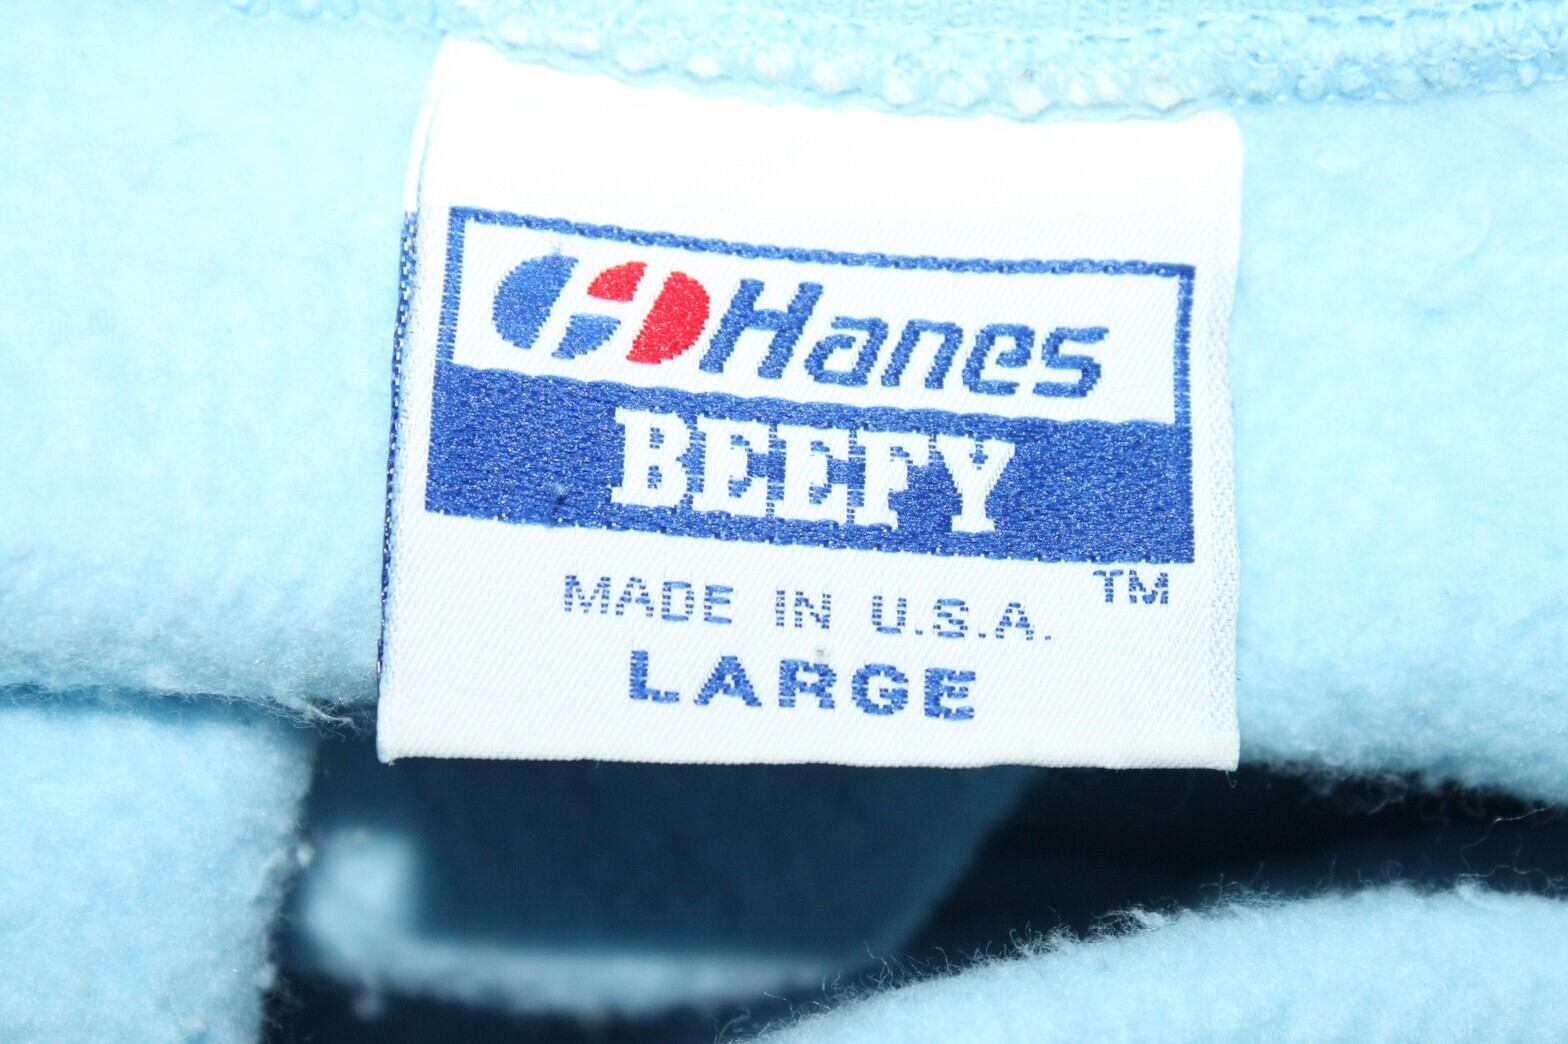 Hanes
BEEFY
TM
MADE IN U.S.A.
LARGE